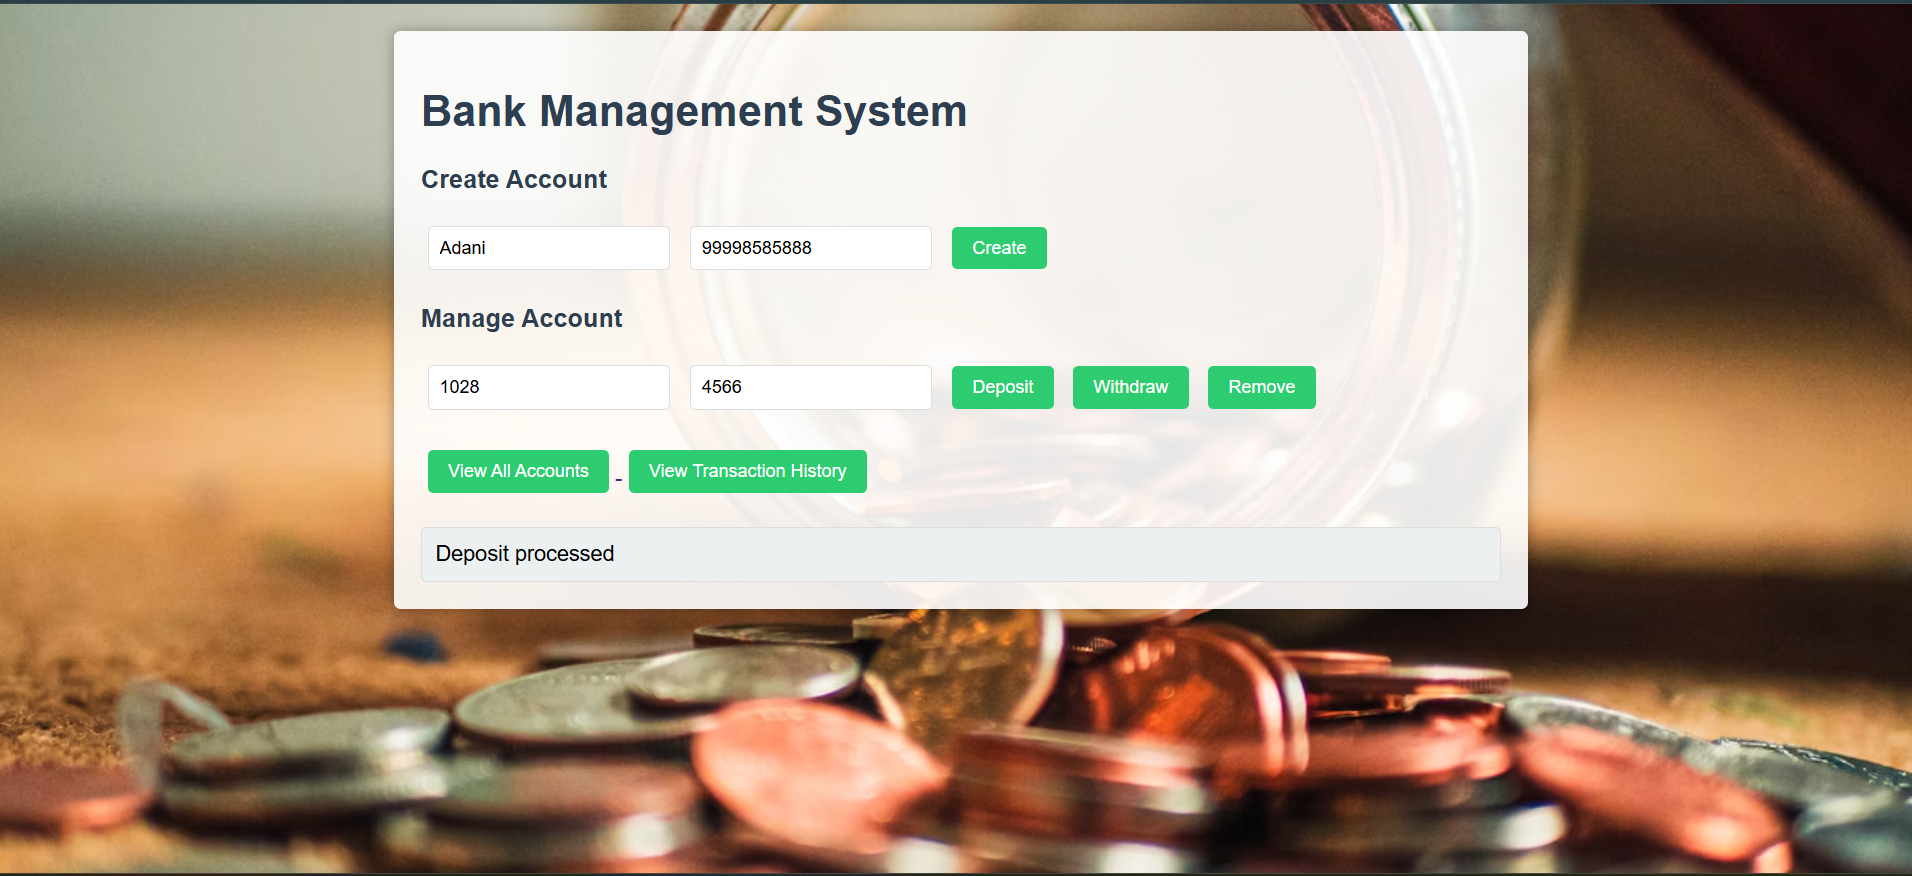 Bank Management System
Create Account
Adani 99998585888 Create
Manage Account
1028 4566 Deposit Withdraw Remove
View All Accounts - View Transaction History
Deposit processed